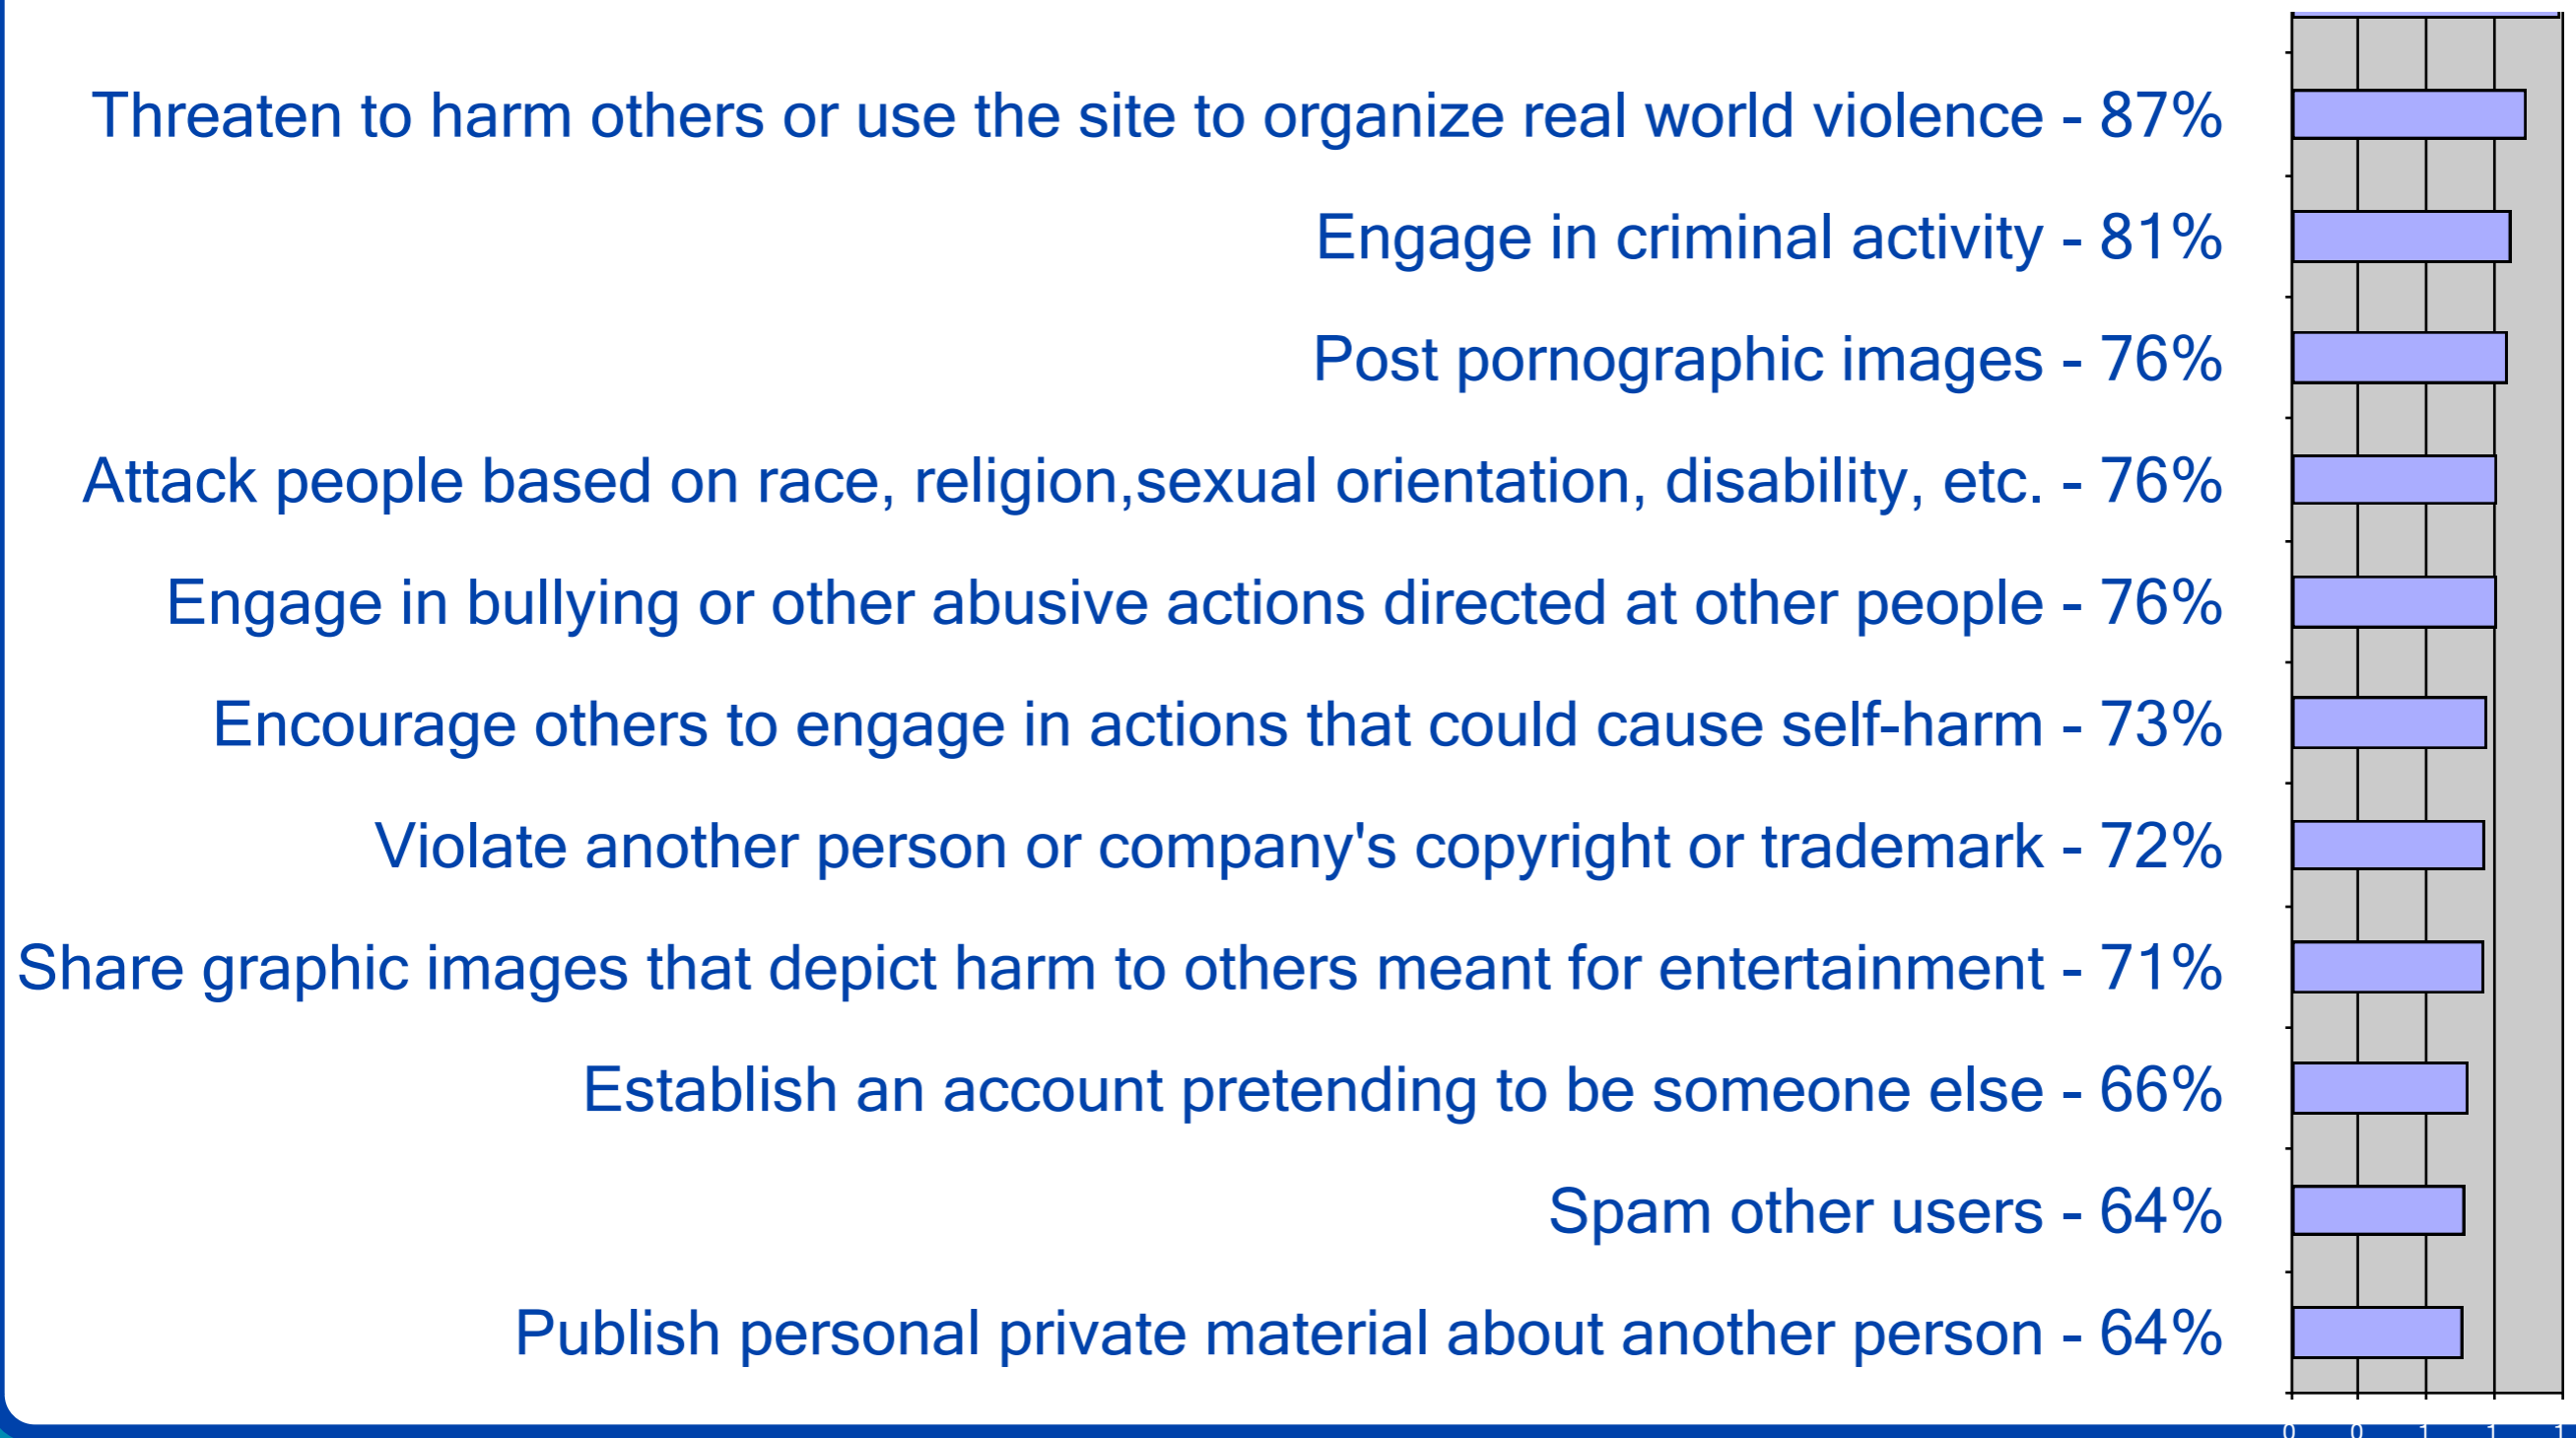 Threaten to harm others or use the site to organize real world violence - 87%
Engage in criminal activity - 81%
Post pornographic images - 76%
Attack people based on race, religion,sexual orientation, disability, etc. - 76%
Engage in bullying or other abusive actions directed at other people - 76%
Encourage others to engage in actions that could cause self-harm - 73%
Violate another person or company's copyright or trademark - 72%
Share graphic images that depict harm to others meant for entertainment - 71%
Establish an account pretending to be someone else - 66%
Spam other users - 64%
Publish personal private material about another person - 64%
0 0 1 1 1